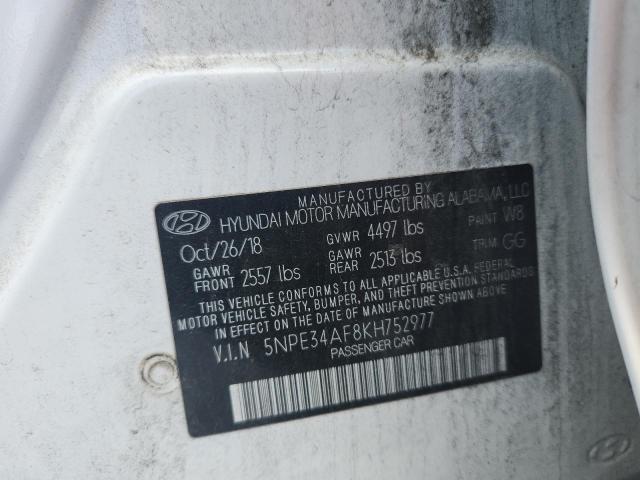 MANUFACTURED BY
HYUNDAI MOTOR MANUFACTURING ALABAMA, LLC
Oct/26/18 GVWR 4497 lbs PAINT W8
GAWR FRONT 2557 lbs GAWR REAR 2513 lbs TRIM GG
THIS VEHICLE CONFORMS TO ALL APPLICABLE U.S.A. FEDERAL
MOTOR VEHICLE SAFETY, BUMPER, AND THEFT PREVENTION STANDARDS
IN EFFECT ON THE DATE OF MANUFACTURE SHOWN ABOVE.
V.I.N 5NPE34AF8KH752977
PASSENGER CAR